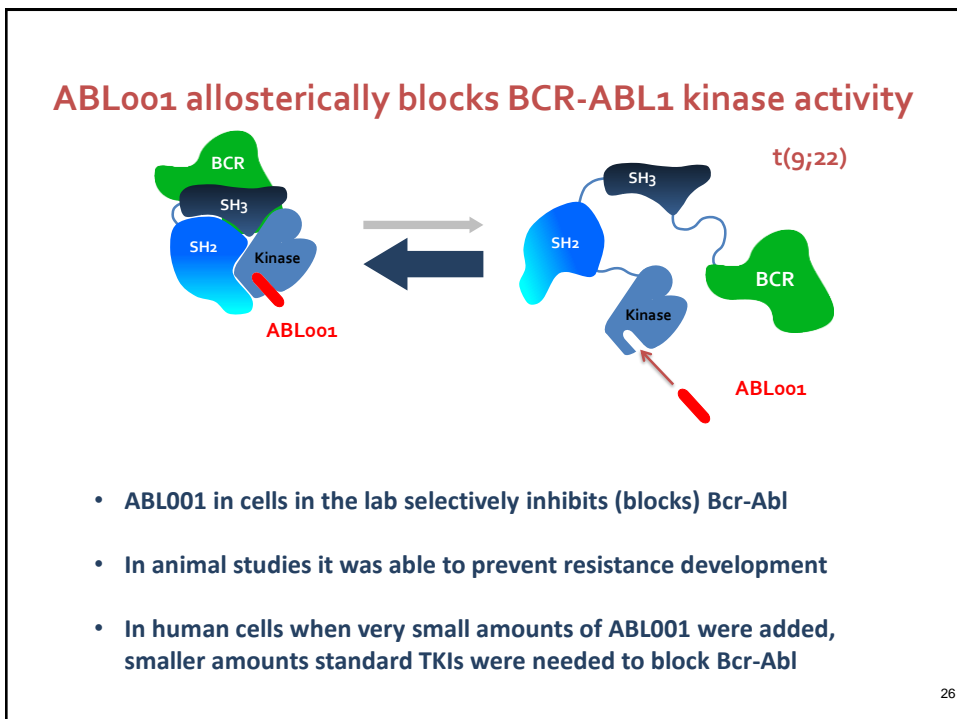 ABL001 allosterically blocks BCR-ABL1 kinase activity
t(9;22)
BCR
SH3
SH2
Kinase
ABL001
SH3
SH2
BCR
Kinase
ABL001
• ABL001 in cells in the lab selectively inhibits (blocks) Bcr-Abl
• In animal studies it was able to prevent resistance development
• In human cells when very small amounts of ABL001 were added,
smaller amounts standard TKIs were needed to block Bcr-Abl
26